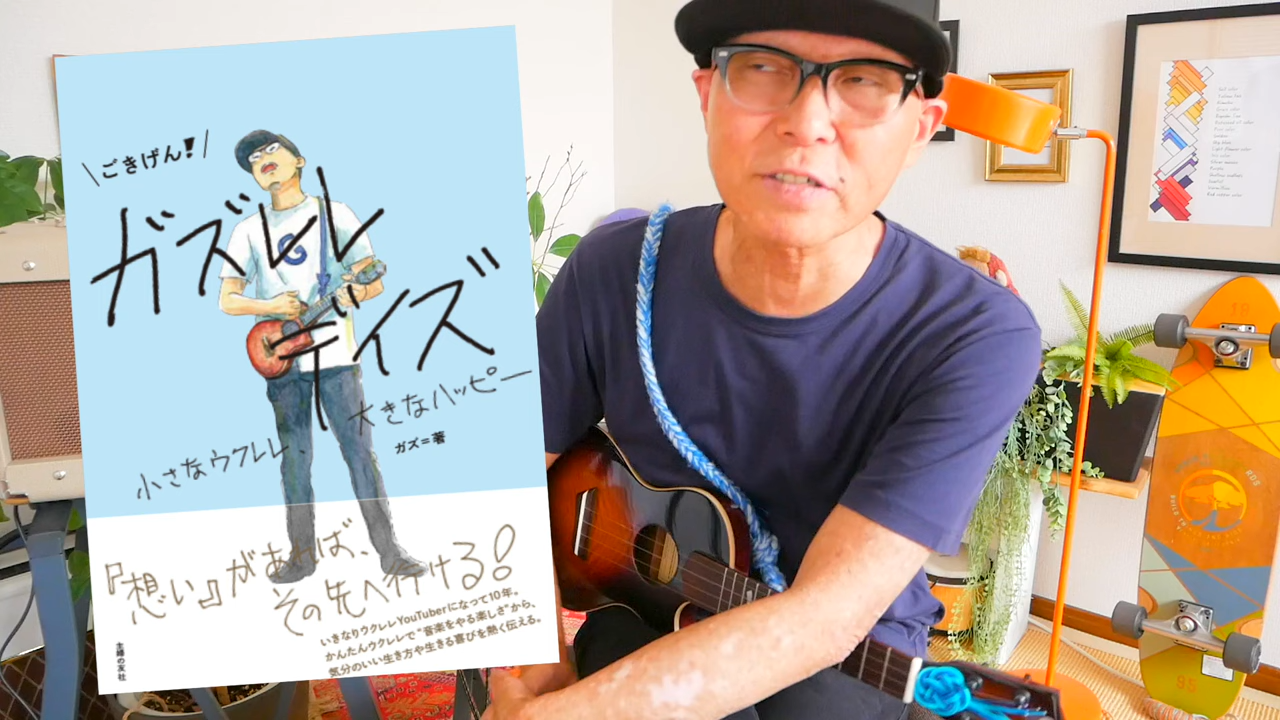 ごきげん!
ガズレレ
デイズ
小さなウクレレ、
大きなハッピー
ガズ=著
『想い』があれば、
その先へ行ける!
いきなりウクレレYouTuberになって10年。
かんたんウクレレで“音楽をやる楽しさ”から、
気分のいい生き方や生きる喜びを熱く伝える。
主婦の友社
G